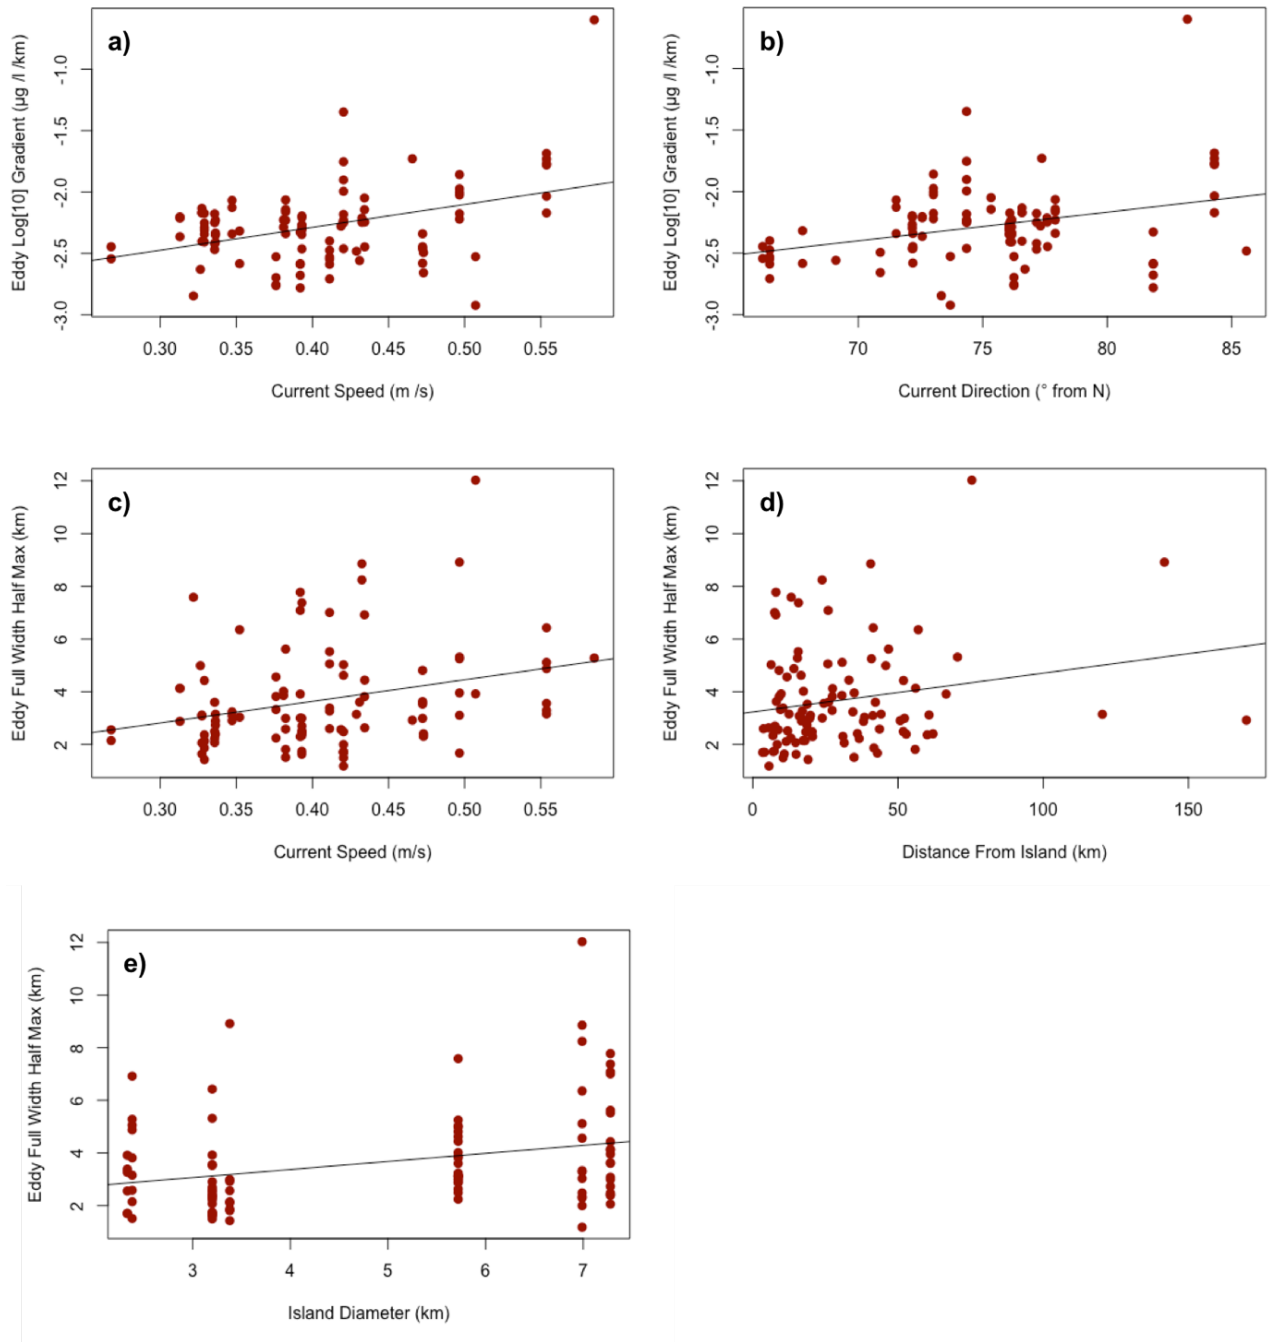 a)
Eddy Log[10] Gradient (µg /l /km)
-1.0
-1.5
-2.0
-2.5
-3.0
0.30 0.35 0.40 0.45 0.50 0.55
Current Speed (m /s)
b)
Eddy Log[10] Gradient (µg /l /km)
-1.0
-1.5
-2.0
-2.5
-3.0
70 75 80 85
Current Direction (° from N)
c)
Eddy Full Width Half Max (km)
12
10
8
6
4
2
0.30 0.35 0.40 0.45 0.50 0.55
Current Speed (m/s)
d)
Eddy Full Width Half Max (km)
12
10
8
6
4
2
0 50 100 150
Distance From Island (km)
e)
Eddy Full Width Half Max (km)
12
10
8
6
4
2
3 4 5 6 7
Island Diameter (km)